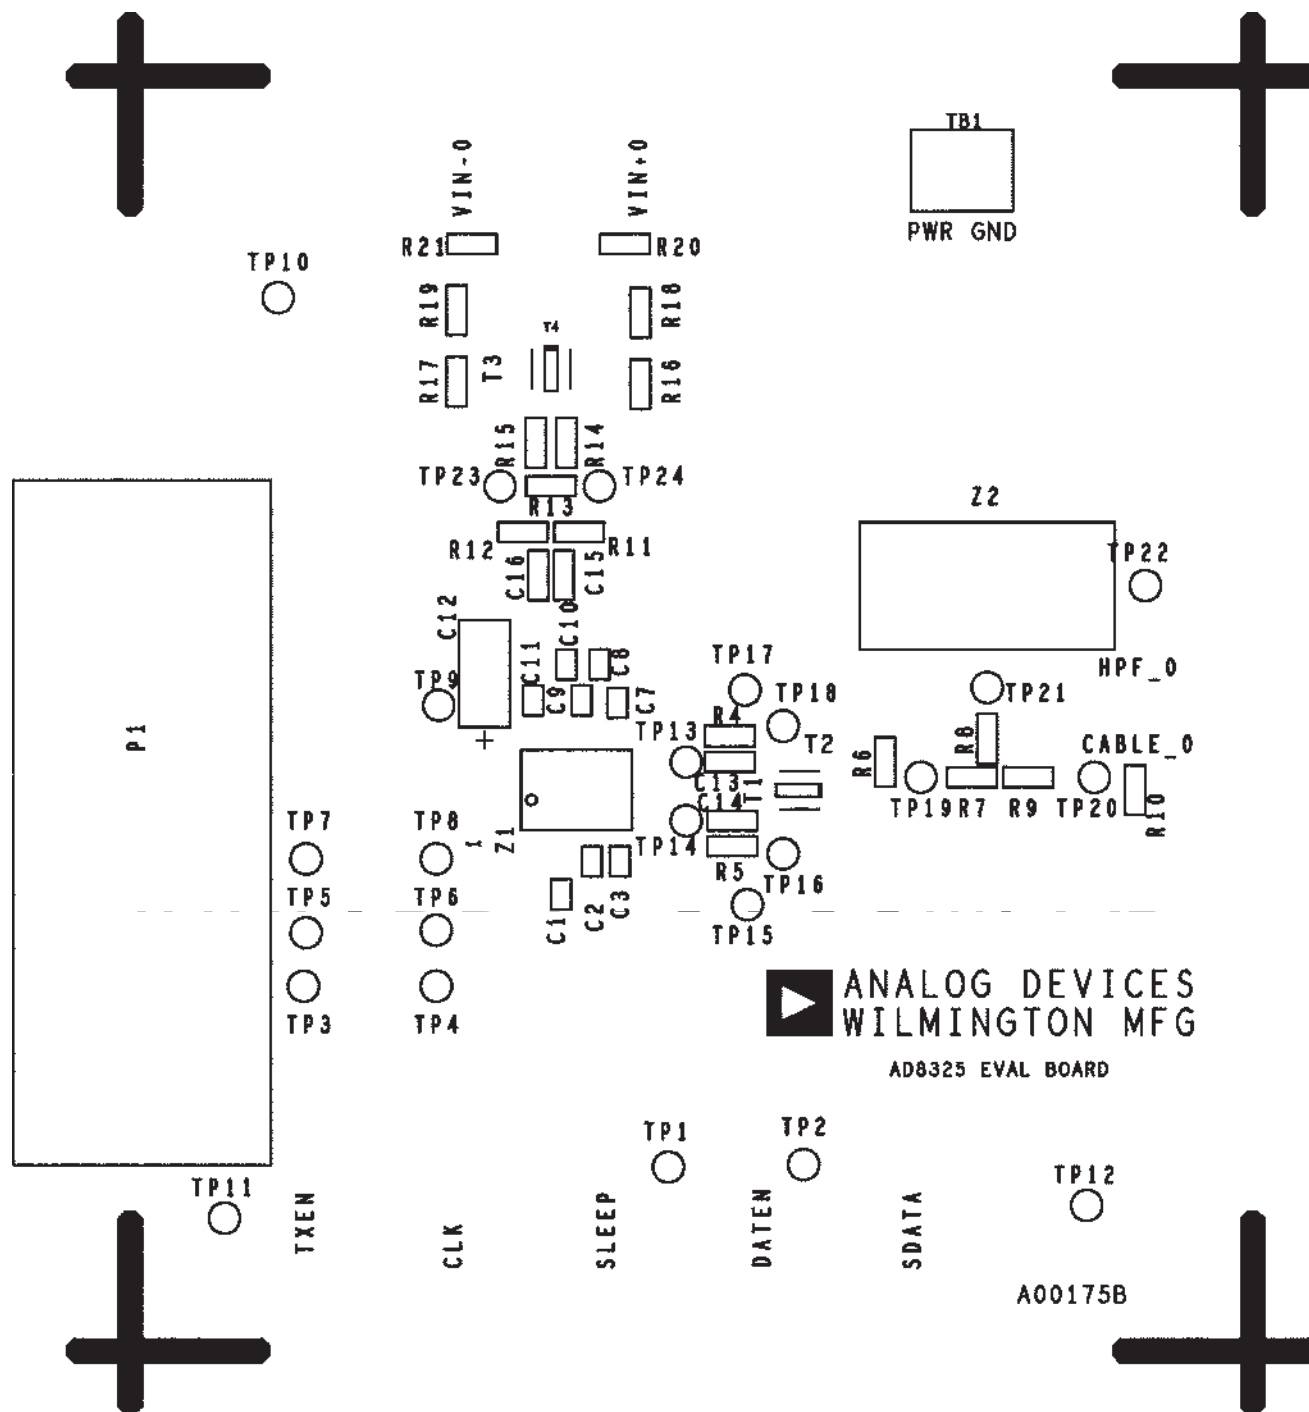 TB1
VIN-0
VIN+0
PWR GND
R21
R20
TP10
R19
R18
T4
T3
R17
R16
R15
R14
TP23
TP24
R13
Z2
R12
R11
TP22
C16
C15
C12
C10
C11
C8
TP17
HPF_0
TP9
C9
C7
TP18
TP21
R4
TP13
P1
+
T2
R6
R8
CABLE_0
C13
T1
C14
TP19
R7
R9
TP20
R10
TP7
TP8
1
Z1
TP14
R5
TP16
TP5
TP6
C1
C2
C3
TP15
TP3
TP4
ANALOG DEVICES
WILMINGTON MFG
AD8325 EVAL BOARD
TP1
TP2
TP11
TP12
TXEN
CLK
SLEEP
DATEN
SDATA
A00175B